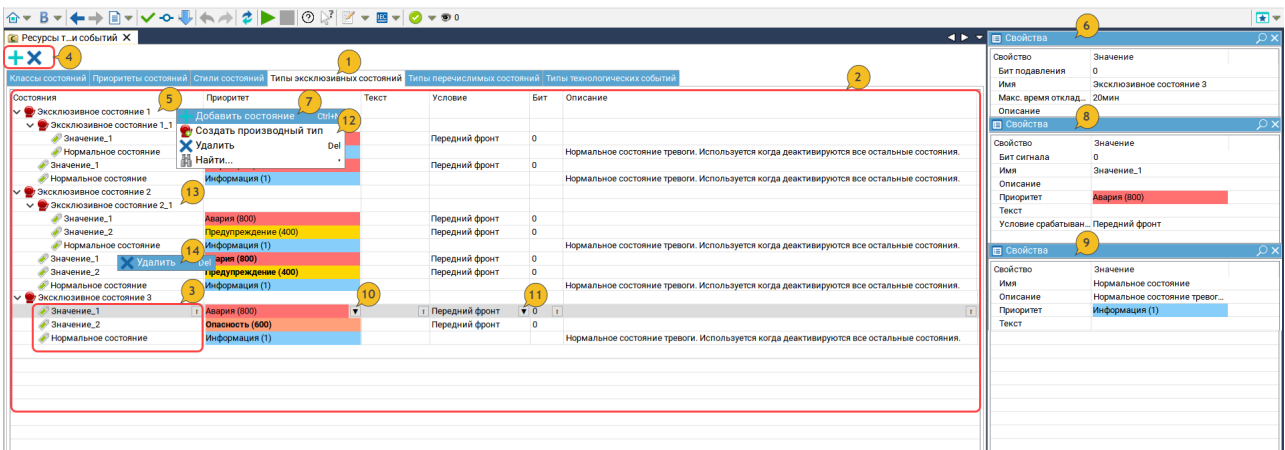 B 0
Ресурсы т...и событий X
4
1
Классы состояний Приоритеты состояний Стили состояний Типы эксклюзивных состояний Типы перечислимых состояний Типы технологических событий
2
Состояния Приоритет Текст Условие Бит Описание
5
Эксклюзивное состояние 1
7
Добавить состояние Ctrl+N
12
Эксклюзивное состояние 1_1
Создать производный тип
Значение_1 Передний фронт 0
Удалить Del
Нормальное состояние Нормальное состояние тревоги. Используется когда деактивируются все остальные состояния.
Найти...
Значение_1 Передний фронт 0
Нормальное состояние Информация (1) Нормальное состояние тревоги. Используется когда деактивируются все остальные состояния.
Эксклюзивное состояние 2
13
Эксклюзивное состояние 2_1
Значение_1 Авария (800) Передний фронт 0
Значение_2 Предупреждение (400) Передний фронт 0
Нормальное состояние Информация (1) Нормальное состояние тревоги. Используется когда деактивируются все остальные состояния.
14
Значение_1 Удалить Del ария (800) Передний фронт 0
Значение_2 Предупреждение (400) Передний фронт 0
Нормальное состояние Информация (1) Нормальное состояние тревоги. Используется когда деактивируются все остальные состояния.
3
Эксклюзивное состояние 3
10
11
Значение_1 Авария (800) Передний фронт 0
Значение_2 Опасность (600) Передний фронт 0
Нормальное состояние Информация (1) Нормальное состояние тревоги. Используется когда деактивируются все остальные состояния.
6
Свойства
Свойство Значение
Бит подавления 0
Имя Эксклюзивное состояние 3
Макс. время отклад... 20мин
Описание
8
Свойства
Свойство Значение
Бит сигнала 0
Имя Значение_1
Описание
Приоритет Авария (800)
Текст
Условие срабатыван... Передний фронт
9
Свойства
Свойство Значение
Имя Нормальное состояние
Описание Нормальное состояние тревог...
Приоритет Информация (1)
Текст